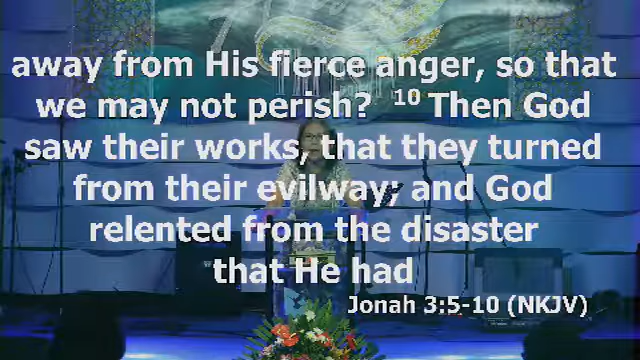 away from His fierce anger, so that
we may not perish? 10 Then God
saw their works, that they turned
from their evilway; and God
relented from the disaster
that He had
Jonah 3:5-10 (NKJV)